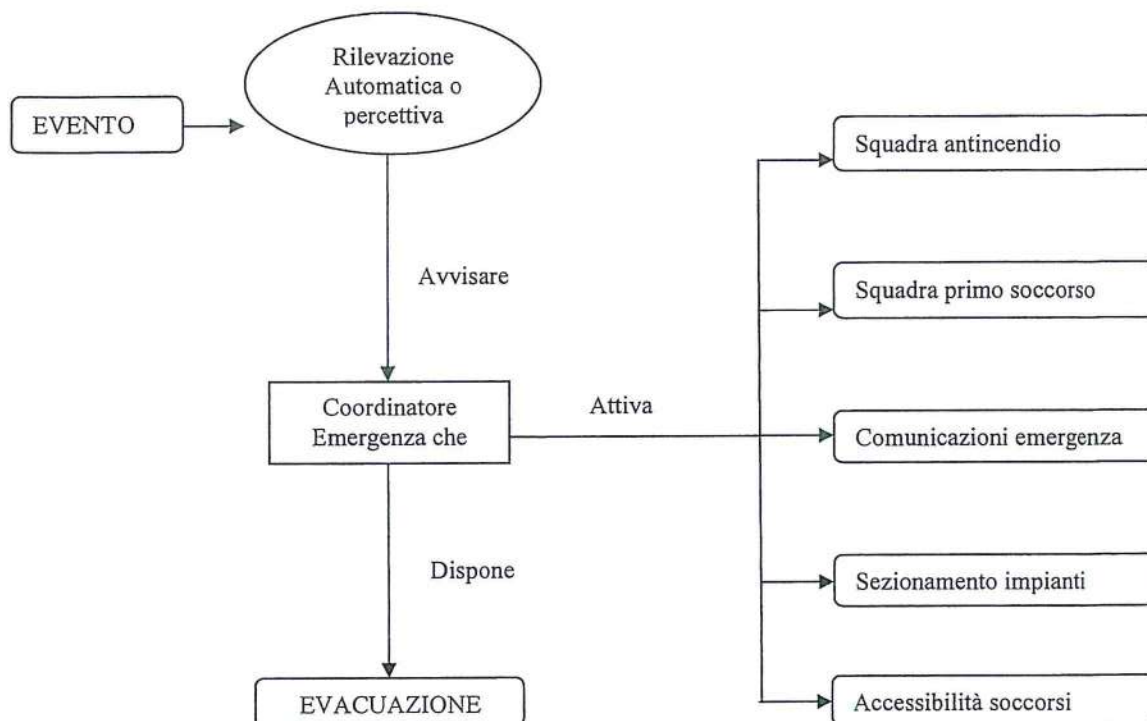 Rilevazione
Automatica o
percettiva
EVENTO
Squadra antincendio
Avvisare
Squadra primo soccorso
Coordinatore
Emergenza che
Attiva
Comunicazioni emergenza
Dispone
Sezionamento impianti
EVACUAZIONE
Accessibilità soccorsi